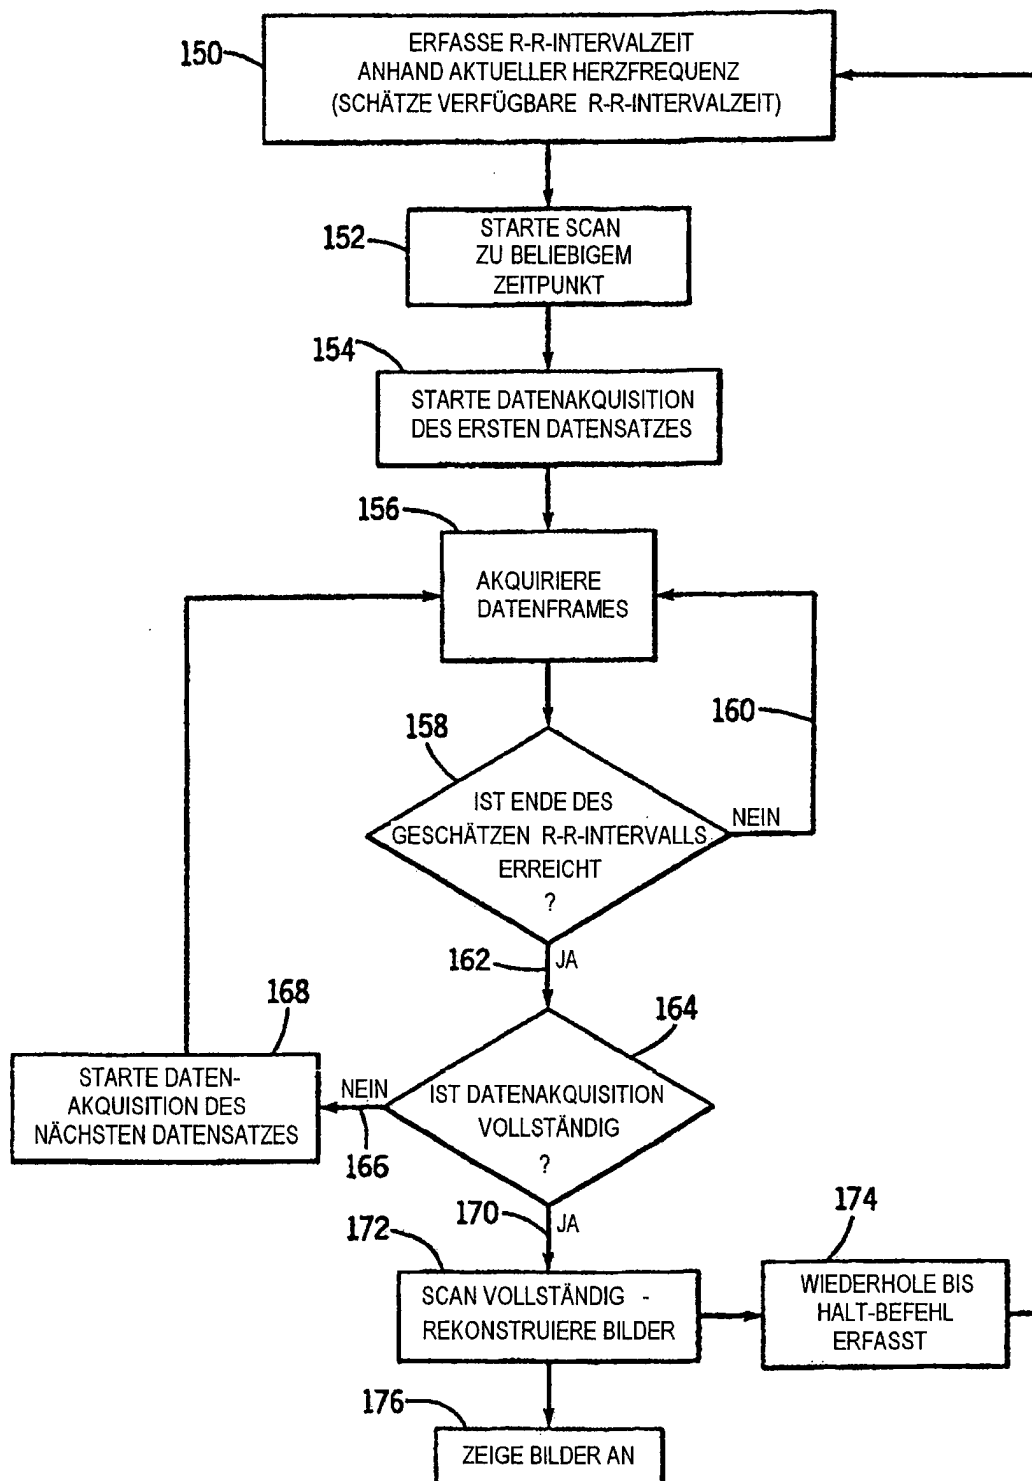 150
ERFASSE R-R-INTERVALZEIT
ANHAND AKTUELLER HERZFREQUENZ
(SCHÄTZE VERFÜGBARE R-R-INTERVALZEIT)
152
STARTE SCAN
ZU BELIEBIGEM
ZEITPUNKT
154
STARTE DATENAKQUISITION
DES ERSTEN DATENSATZES
156
AKQUIRIERE
DATENFRAMES
158
160
IST ENDE DES
GESCHÄTZEN R-R-INTERVALLS
ERREICHT
?
NEIN
162
JA
164
168
STARTE DATEN-
AKQUISITION DES
NÄCHSTEN DATENSATZES
NEIN
166
IST DATENAKQUISITION
VOLLSTÄNDIG
?
170
JA
172
SCAN VOLLSTÄNDIG -
REKONSTRUIERE BILDER
174
WIEDERHOLE BIS
HALT-BEFEHL
ERFASST
176
ZEIGE BILDER AN